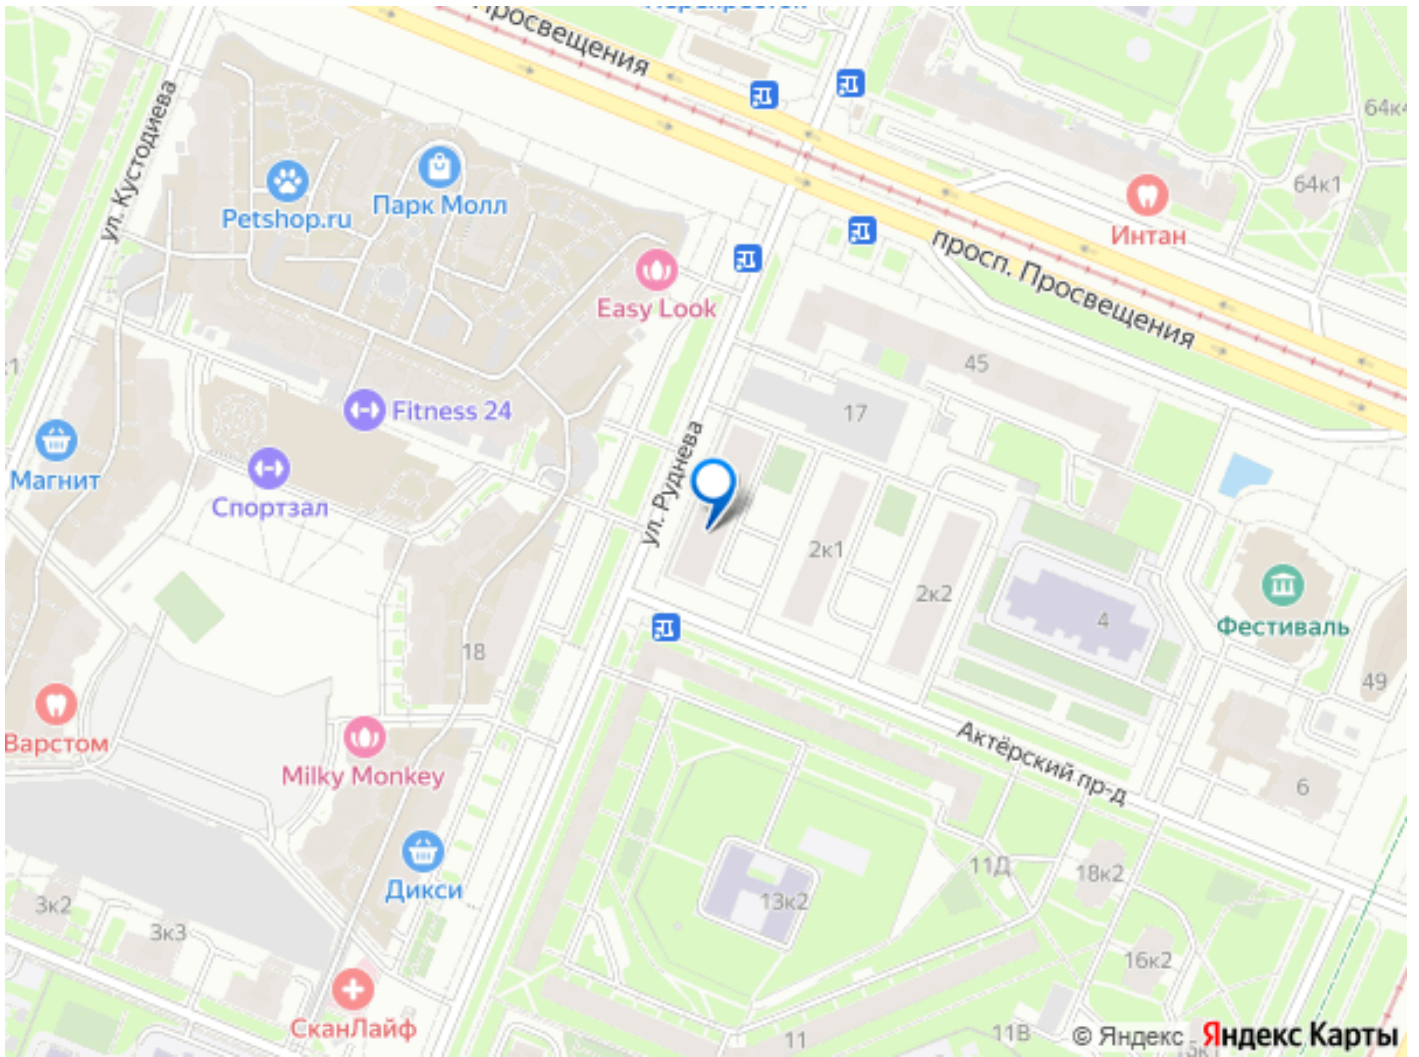 Перекрёсток
Просвещения
ул. Кустодиева
64к1
Интан
Парк Молл
Petshop.ru
просп. Просвещения
Easy Look
45
17
Fitness 24
Магнит
Спортзал
ул. Руднева
2к1
2к2
4
Фестиваль
18
49
Варстом
Milky Monkey
Актёрский пр-д
6
Дикси
11Д
18к2
13к2
3к2
3к3
16к2
СканЛайф
11
11В
© Яндекс
Яндекс Карты